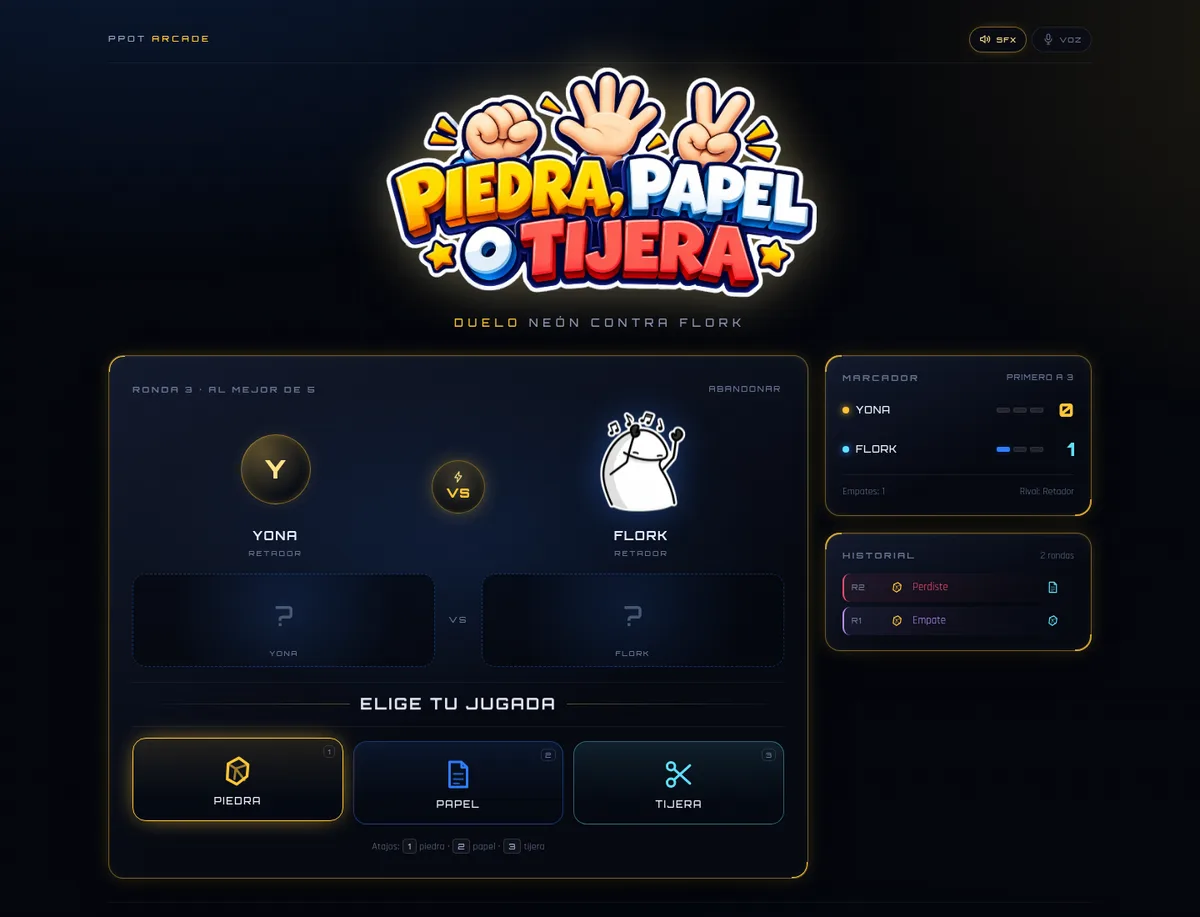 PPOT ARCADE
SFX
VOZ
PIEDRA, PAPEL
O TIJERA
DUELO NEÓN CONTRA FLORK
RONDA 3 · AL MEJOR DE 5
ABANDONAR
Y
VS
YONA
RETADOR
FLORK
RETADOR
?
YONA
VS
?
FLORK
ELIGE TU JUGADA
1
PIEDRA
2
PAPEL
3
TIJERA
Atajos: 1 piedra · 2 papel · 3 tijera
MARCADOR
PRIMERO A 3
YONA
0
FLORK
1
Empates: 1
Rival: Retador
HISTORIAL
2 rondas
R2
Perdiste
R1
Empate